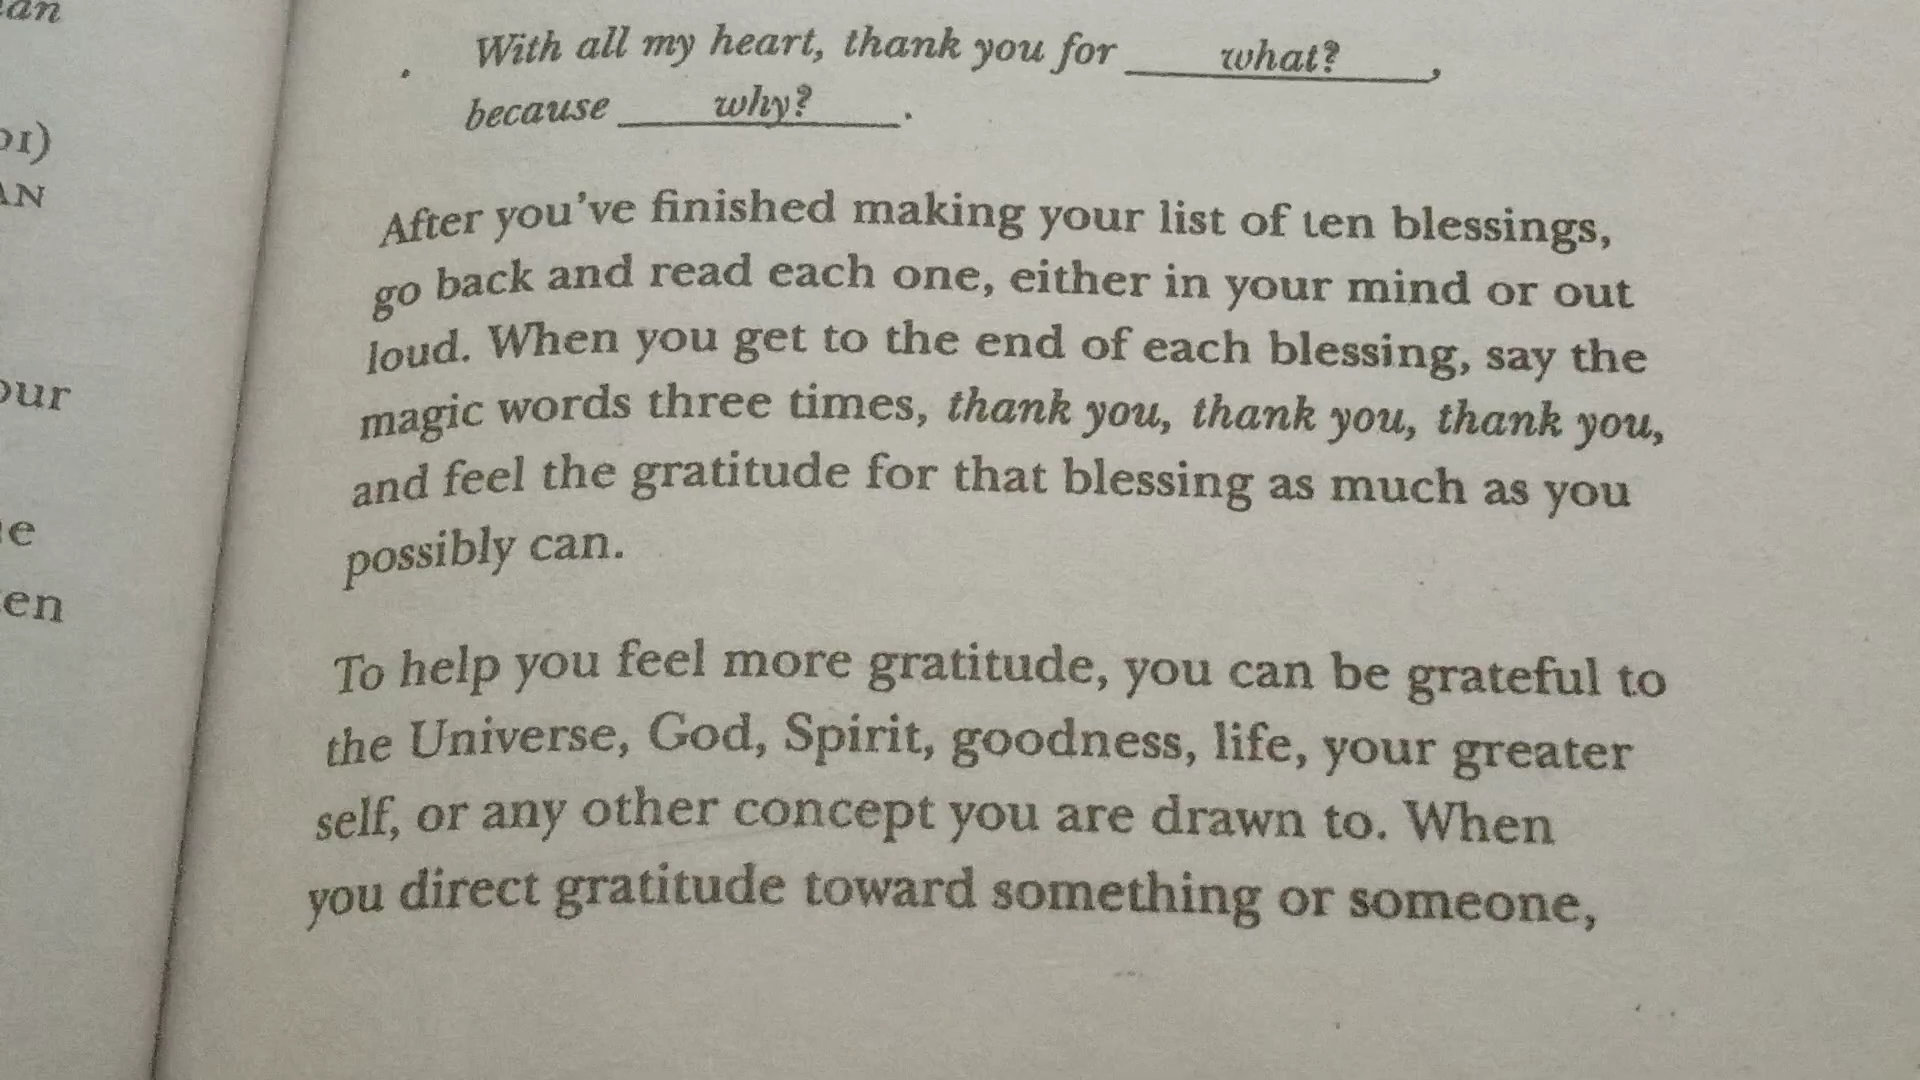 an
With all my heart, thank you for what?,
because why?.
ɔı)
AN
After you've finished making your list of ten blessings,
go back and read each one, either in your mind or out
loud. When you get to the end of each blessing, say the
our
magic words three times, thank you, thank you, thank you,
and feel the gratitude for that blessing as much as you
e
possibly can.
en
To help you feel more gratitude, you can be grateful to
the Universe, God, Spirit, goodness, life, your greater
self, or any other concept you are drawn to. When
you direct gratitude toward something or someone,